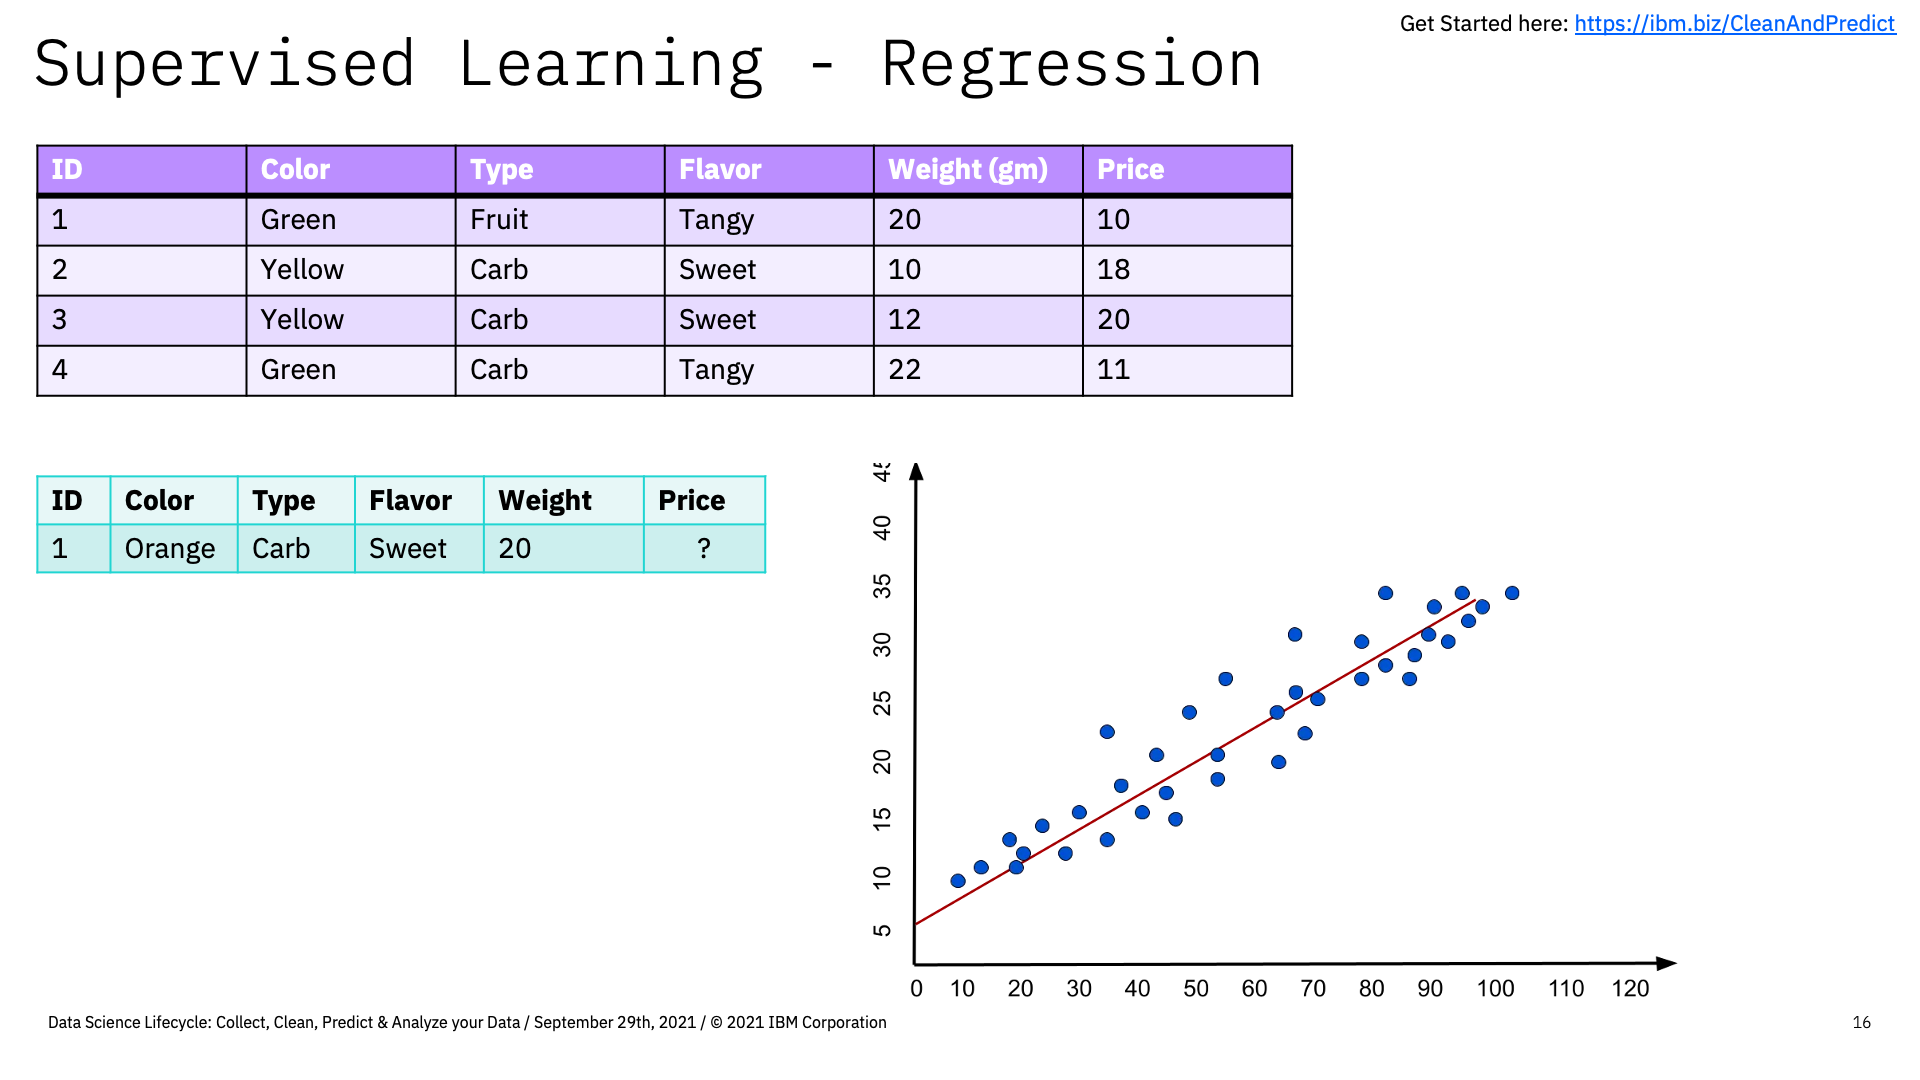 Get Started here: https://ibm.biz/CleanAndPredict
Supervised Learning - Regression
ID Color Type Flavor Weight (gm) Price
1 Green Fruit Tangy 20 10
2 Yellow Carb Sweet 10 18
3 Yellow Carb Sweet 12 20
4 Green Carb Tangy 22 11
ID Color Type Flavor Weight Price
1 Orange Carb Sweet 20 ?
45
40
35
30
25
20
15
10
5
0 10 20 30 40 50 60 70 80 90 100 110 120
Data Science Lifecycle: Collect, Clean, Predict & Analyze your Data / September 29th, 2021 / © 2021 IBM Corporation
16